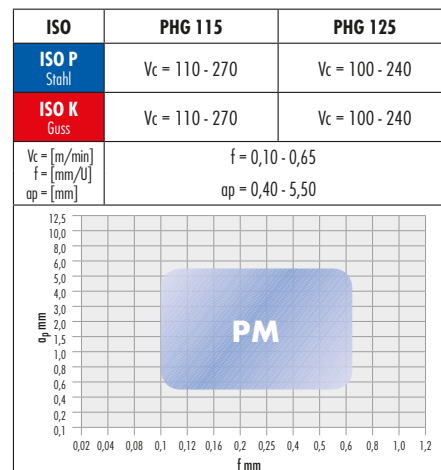 ISO PHG 115 PHG 125
ISO P
Stahl
Vc = 110 - 270 Vc = 100 - 240
ISO K
Guss
Vc = 110 - 270 Vc = 100 - 240
Vc = [m/min]
f = [mm/U]
ap = [mm]
f = 0,10 - 0,65
ap = 0,40 - 5,50
12,5
10,0
8,0
6,0
5,0
4,0
3,0
2,0
1,5
1,0
0,8
0,6
0,4
0,2
0,1
ap mm
PM
0,02 0,04 0,08 0,1 0,12 0,16 0,2 0,25 0,4 0,5 0,6 0,8 1,0 1,2
f mm